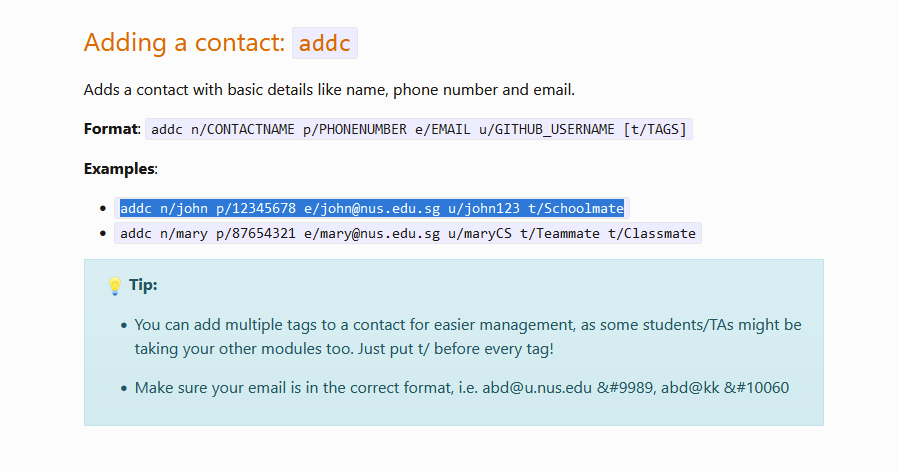 Adding a contact: addc
Adds a contact with basic details like name, phone number and email.
Format: addc n/CONTACTNAME p/PHONENUMBER e/EMAIL u/GITHUB_USERNAME [t/TAGS]
Examples:
• addc n/john p/12345678 e/john@nus.edu.sg u/john123 t/Schoolmate
• addc n/mary p/87654321 e/mary@nus.edu.sg u/maryCS t/Teammate t/Classmate
💡 Tip:
• You can add multiple tags to a contact for easier management, as some students/TAs might be
taking your other modules too. Just put t/ before every tag!
• Make sure your email is in the correct format, i.e. abd@u.nus.edu &#9989, abd@kk &#10060